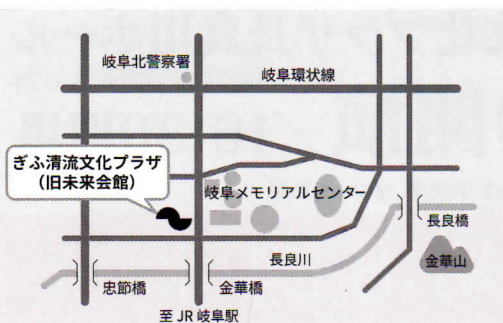 岐阜北警察署
岐阜環状線
ぎふ清流文化プラザ
（旧未来会館）
岐阜メモリアルセンター
長良橋
長良川
金華山
忠節橋
金華橋
至 JR 岐阜駅